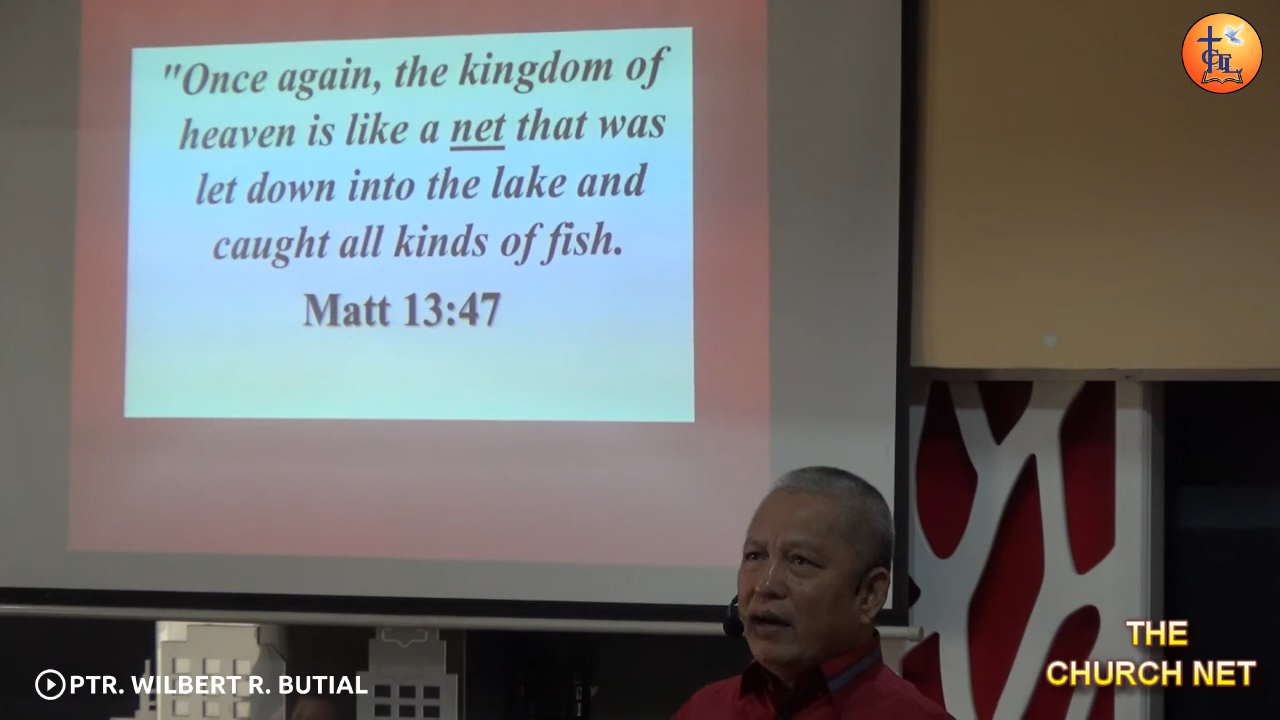 "Once again, the kingdom of
heaven is like a net that was
let down into the lake and
caught all kinds of fish.
Matt 13:47
PTR. WILBERT R. BUTIAL
THE
CHURCH NET